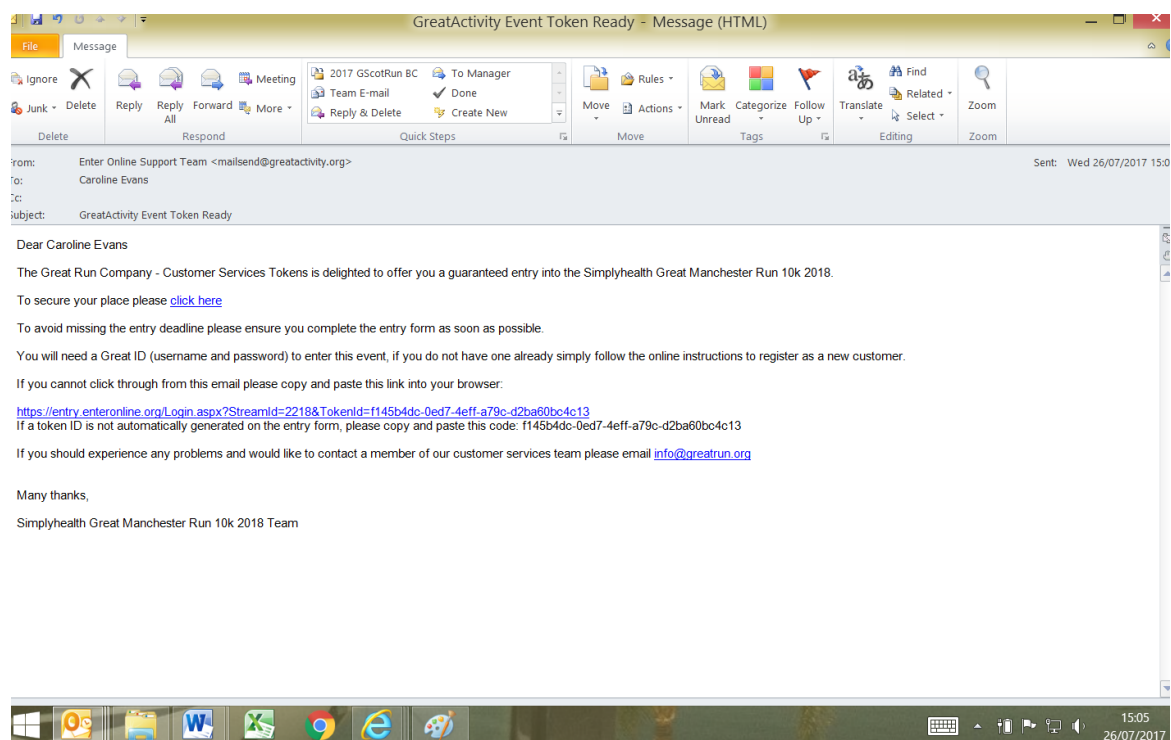 GreatActivity Event Token Ready - Message (HTML)
File Message
Ignore Delete Reply Reply All Forward Meeting 2017 GScotRun BC To Manager Move Rules Mark Unread Categorize Follow Up Translate Find Related Select Zoom
Junk More Team E-mail Done Actions
Reply & Delete Create New
Delete Respond Quick Steps Move Tags Editing Zoom
From: Enter Online Support Team <mailsend@greatactivity.org> Sent: Wed 26/07/2017
To: Caroline Evans
Cc:
Subject: GreatActivity Event Token Ready
Dear Caroline Evans
The Great Run Company - Customer Services Tokens is delighted to offer you a guaranteed entry into the Simplyhealth Great Manchester Run 10k 2018.
To secure your place please click here
To avoid missing the entry deadline please ensure you complete the entry form as soon as possible.
You will need a Great ID (username and password) to enter this event, if you do not have one already simply follow the online instructions to register as a new customer.
If you cannot click through from this email please copy and paste this link into your browser:
https://entry.enteronline.org/Login.aspx?StreamId=2218&TokenId=f145b4dc-0ed7-4eff-a79c-d2ba60bc4c13
If a token ID is not automatically generated on the entry form, please copy and paste this code: f145b4dc-0ed7-4eff-a79c-d2ba60bc4c13
If you should experience any problems and would like to contact a member of our customer services team please email info@greatrun.org
Many thanks,
Simplyhealth Great Manchester Run 10k 2018 Team
15:05
26/07/2017